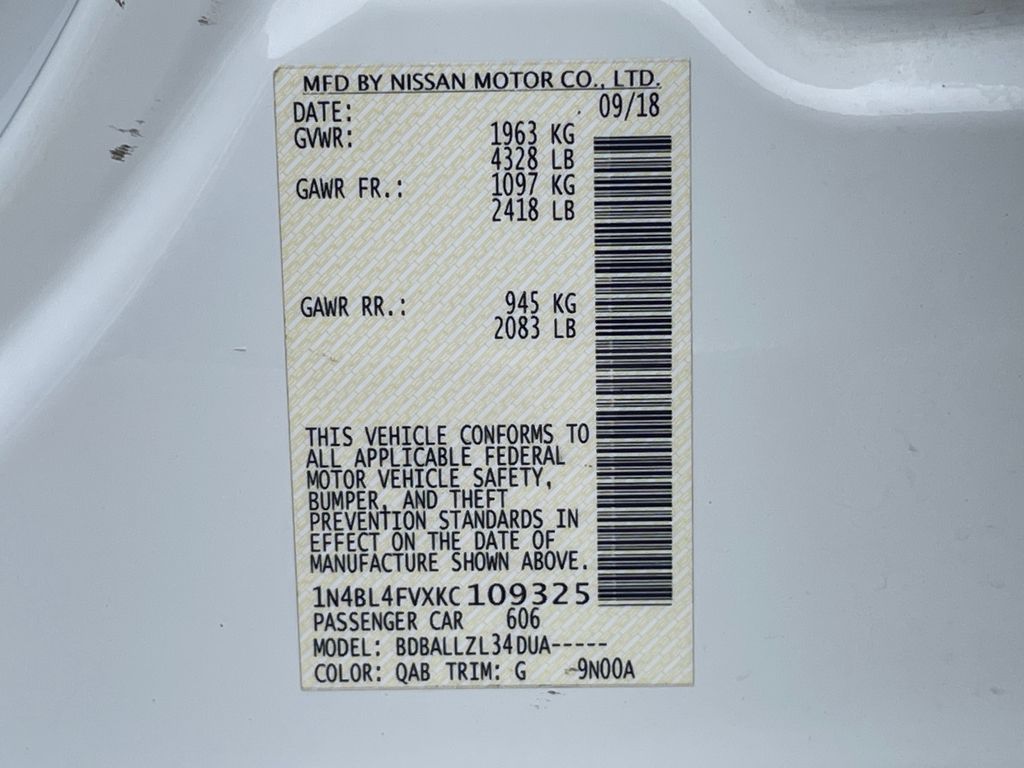 MFD BY NISSAN MOTOR CO., LTD.
DATE: 09/18
GVWR: 1963 KG
4328 LB
GAWR FR.: 1097 KG
2418 LB
GAWR RR.: 945 KG
2083 LB
THIS VEHICLE CONFORMS TO
ALL APPLICABLE FEDERAL
MOTOR VEHICLE SAFETY,
BUMPER, AND THEFT
PREVENTION STANDARDS IN
EFFECT ON THE DATE OF
MANUFACTURE SHOWN ABOVE.
1N4BL4FVXKC109325
PASSENGER CAR 606
MODEL: BDBALLZL34DUA-----
COLOR: QAB TRIM: G -9N00A